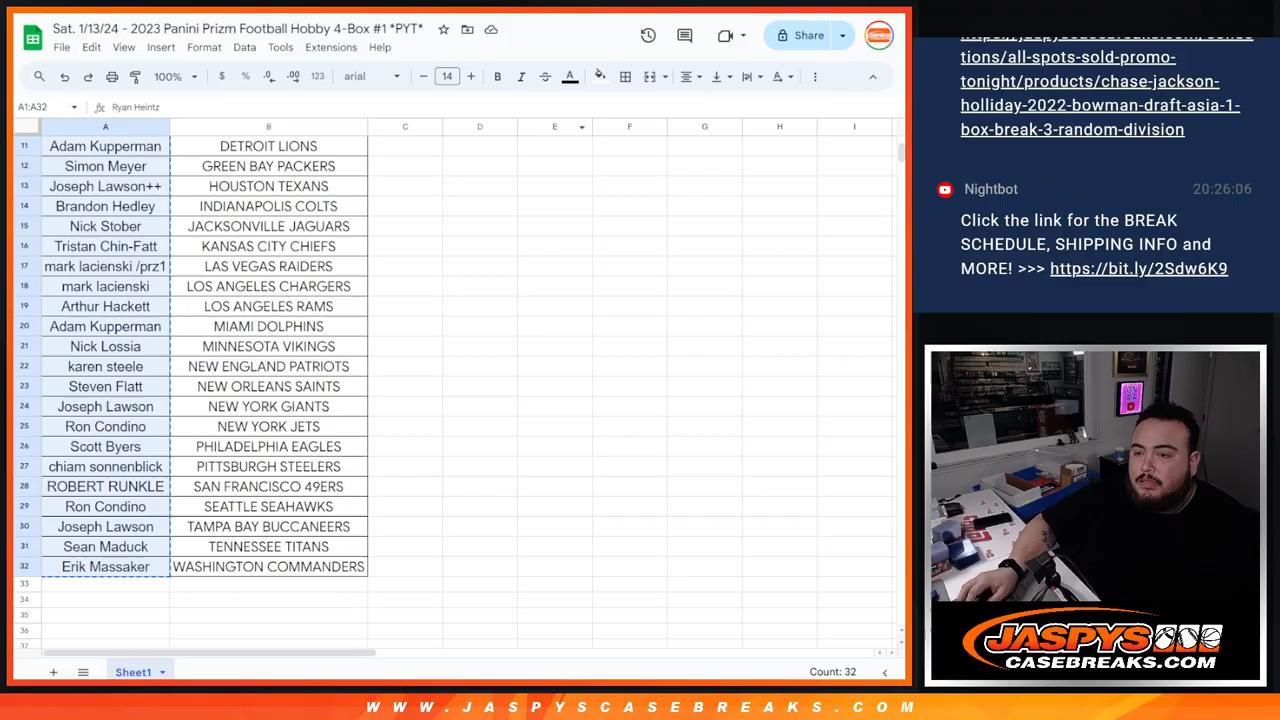 Sat. 1/13/24 - 2023 Panini Prizm Football Hobby 4-Box #1 *PYT*
File Edit View Insert Format Data Tools Extensions Help
Share
100% $ % .0 .00 123 arial 14 B I A
A1:A32 fx Ryan Heintz
A B C D E F G H I
11 Adam Kupperman DETROIT LIONS
12 Simon Meyer GREEN BAY PACKERS
13 Joseph Lawson++ HOUSTON TEXANS
14 Brandon Hedley INDIANAPOLIS COLTS
15 Nick Stober JACKSONVILLE JAGUARS
16 Tristan Chin-Fatt KANSAS CITY CHIEFS
17 mark lacienski /prz1 LAS VEGAS RAIDERS
18 mark lacienski LOS ANGELES CHARGERS
19 Arthur Hackett LOS ANGELES RAMS
20 Adam Kupperman MIAMI DOLPHINS
21 Nick Lossia MINNESOTA VIKINGS
22 karen steele NEW ENGLAND PATRIOTS
23 Steven Flatt NEW ORLEANS SAINTS
24 Joseph Lawson NEW YORK GIANTS
25 Ron Condino NEW YORK JETS
26 Scott Byers PHILADELPHIA EAGLES
27 chiam sonnenblick PITTSBURGH STEELERS
28 ROBERT RUNKLE SAN FRANCISCO 49ERS
29 Ron Condino SEATTLE SEAHAWKS
30 Joseph Lawson TAMPA BAY BUCCANEERS
31 Sean Maduck TENNESSEE TITANS
32 Erik Massaker WASHINGTON COMMANDERS
33
34
35
36
37
Sheet1
Count: 32
tions/all-spots-sold-promo-
tonight/products/chase-jackson-
holliday-2022-bowman-draft-asia-1-
box-break-3-random-division
Nightbot 20:26:06
Click the link for the BREAK
SCHEDULE, SHIPPING INFO and
MORE! >>> https://bit.ly/2Sdw6K9
JASPYS
CASEBREAKS.COM
WWW.JASPYSCASEBREAKS.COM